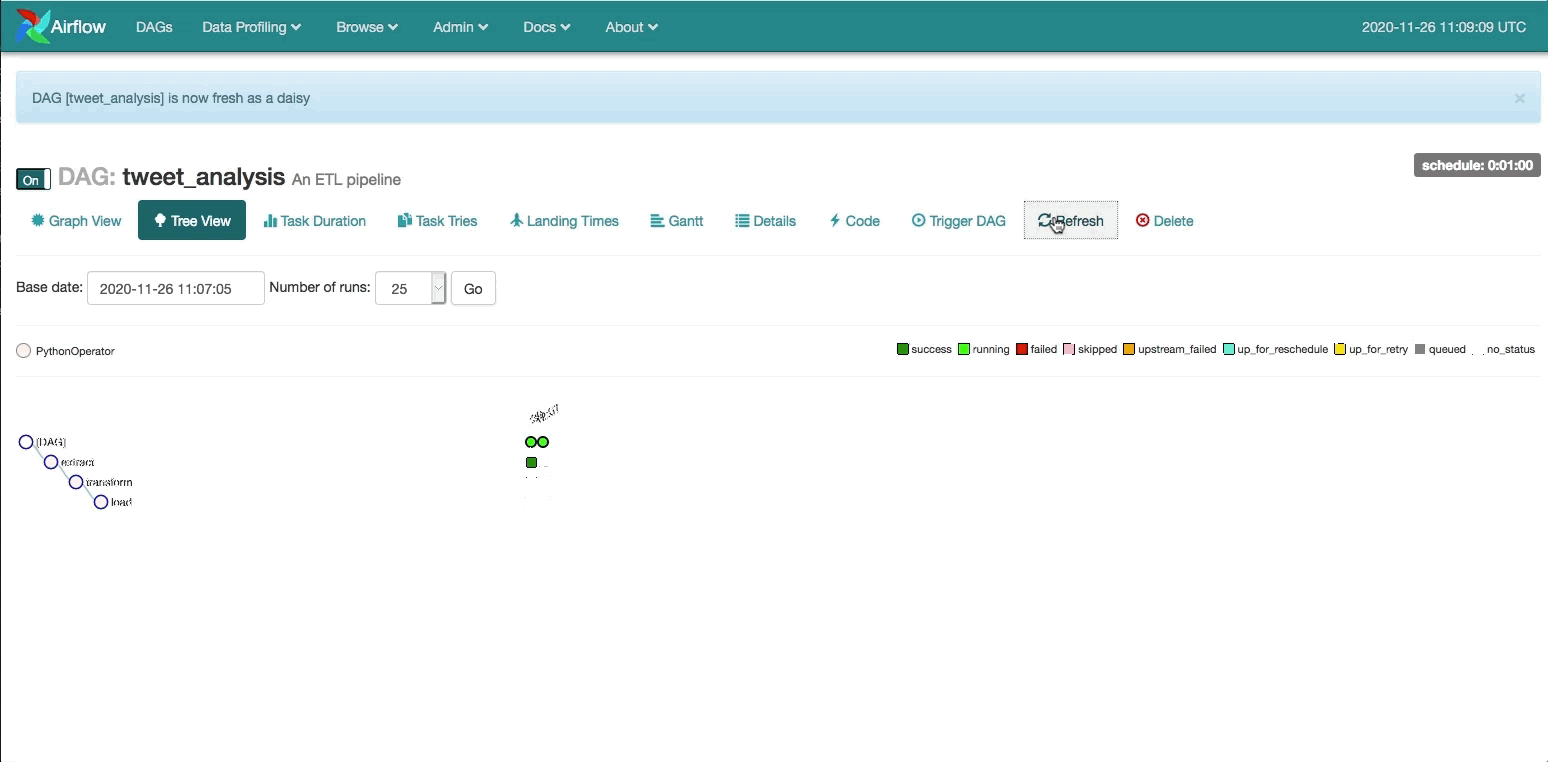 Airflow DAGs Data Profiling Browse Admin Docs About 2020-11-26 11:09:09 UTC
DAG [tweet_analysis] is now fresh as a daisy ×
On DAG: tweet_analysis An ETL pipeline schedule: 0:01:00
Graph View Tree View Task Duration Task Tries Landing Times Gantt Details Code Trigger DAG Refresh Delete
Base date: 2020-11-26 11:07:05 Number of runs: 25 Go
PythonOperator success running failed skipped upstream_failed up_for_reschedule up_for_retry queued no_status
[DAG]
extract
transform
load